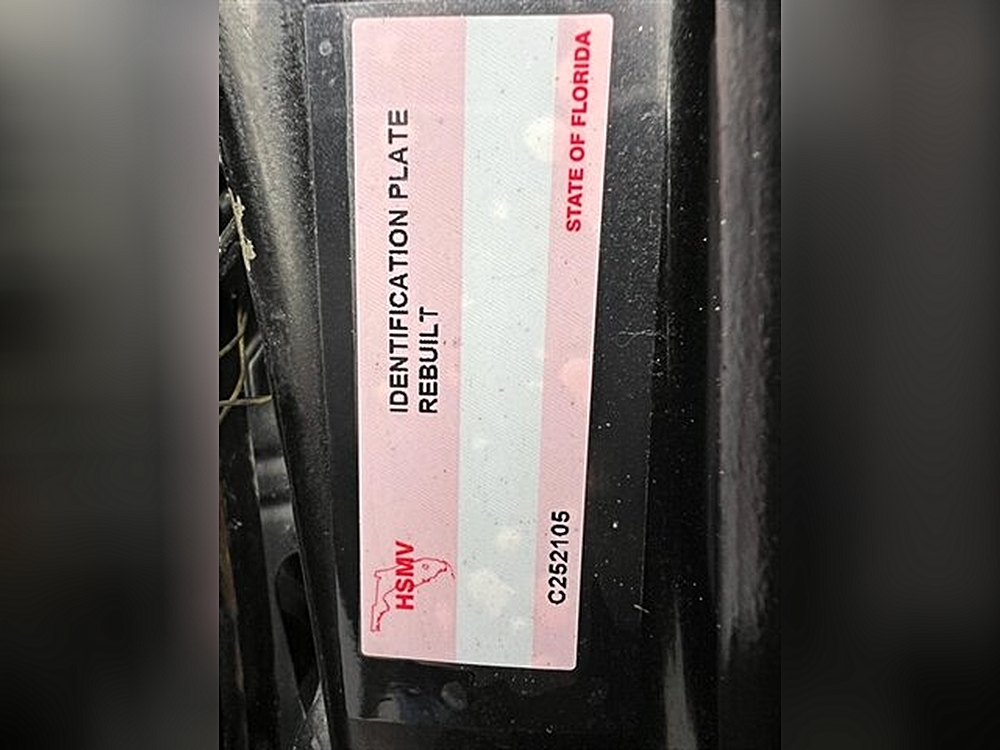 IDENTIFICATION PLATE
REBUILT
HSMV
C252105
STATE OF FLORIDA